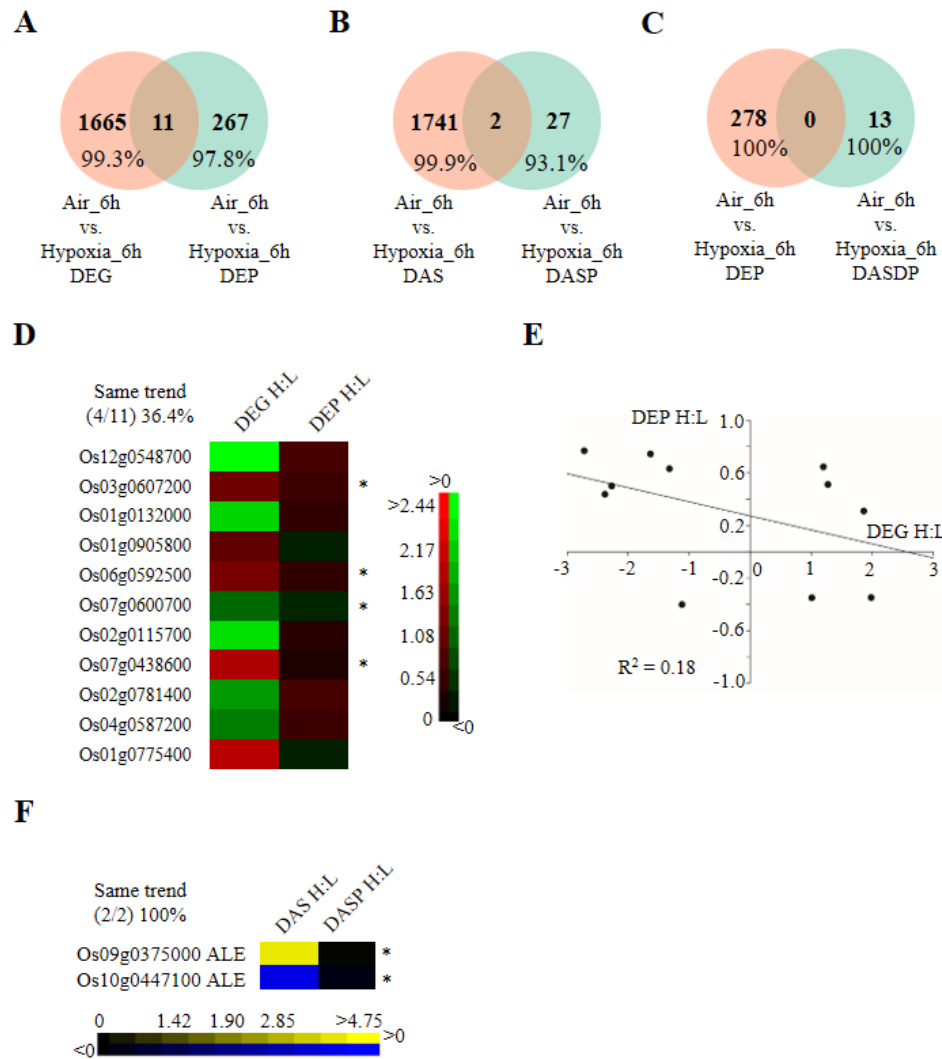 A
B
C
1665 11 267
99.3% 97.8%
Air_6h
vs.
Hypoxia_6h
DEG
Air_6h
vs.
Hypoxia_6h
DEP
1741 2 27
99.9% 93.1%
Air_6h
vs.
Hypoxia_6h
DAS
Air_6h
vs.
Hypoxia_6h
DASP
278 0 13
100% 100%
Air_6h
vs.
Hypoxia_6h
DEP
Air_6h
vs.
Hypoxia_6h
DASDP
D
Same trend
(4/11) 36.4%
DEG H:L
DEP H:L
Os12g0548700
Os03g0607200 *
Os01g0132000
Os01g0905800
Os06g0592500 *
Os07g0600700 *
Os02g0115700
Os07g0438600 *
Os02g0781400
Os04g0587200
Os01g0775400
>0
>2.44
2.17
1.63
1.08
0.54
0
<0
E
DEP H:L
1.0
0.6
0.2
DEG H:L
-3 -2 -1 0 1 2 3
-0.2
-0.6
-1.0
R² = 0.18
F
Same trend
(2/2) 100%
DAS H:L
DASP H:L
Os09g0375000 ALE *
Os10g0447100 ALE *
0 1.42 1.90 2.85 >4.75
>0
<0